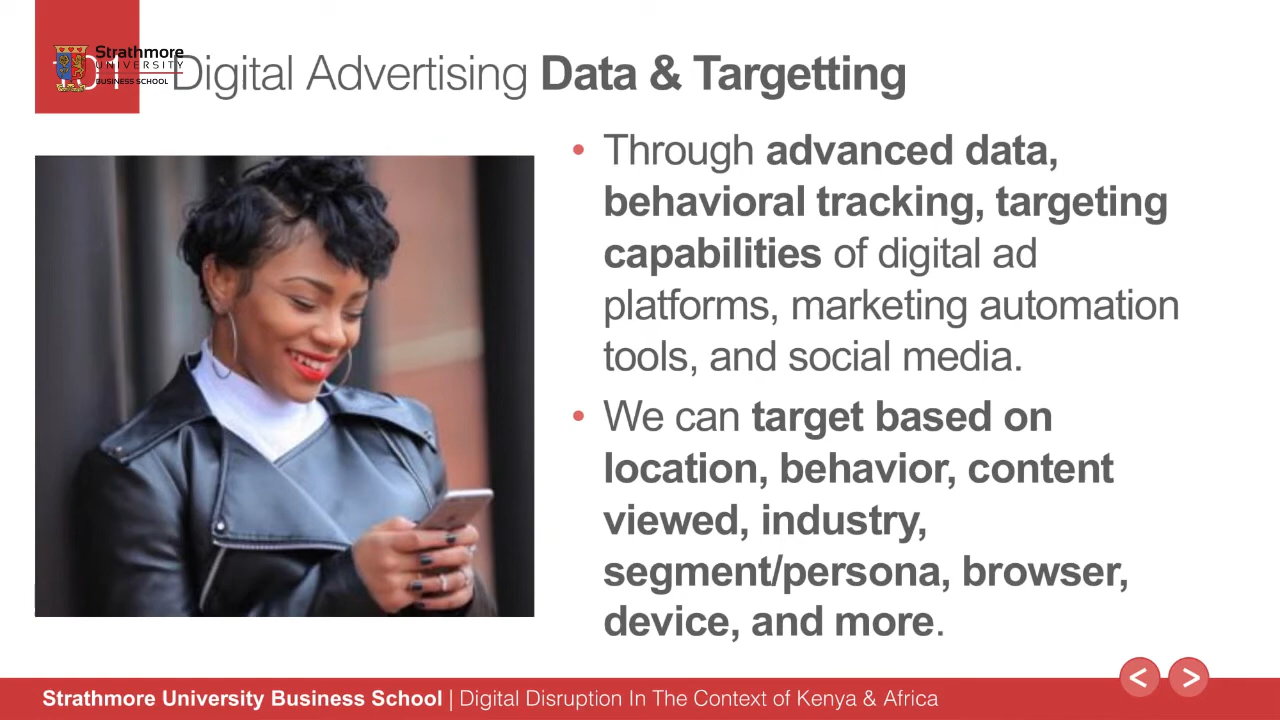 Strathmore
UNIVERSITY
BUSINESS SCHOOL
101
Digital Advertising Data & Targetting
• Through advanced data,
behavioral tracking, targeting
capabilities of digital ad
platforms, marketing automation
tools, and social media.
• We can target based on
location, behavior, content
viewed, industry,
segment/persona, browser,
device, and more.
Strathmore University Business School | Digital Disruption In The Context of Kenya & Africa
< >